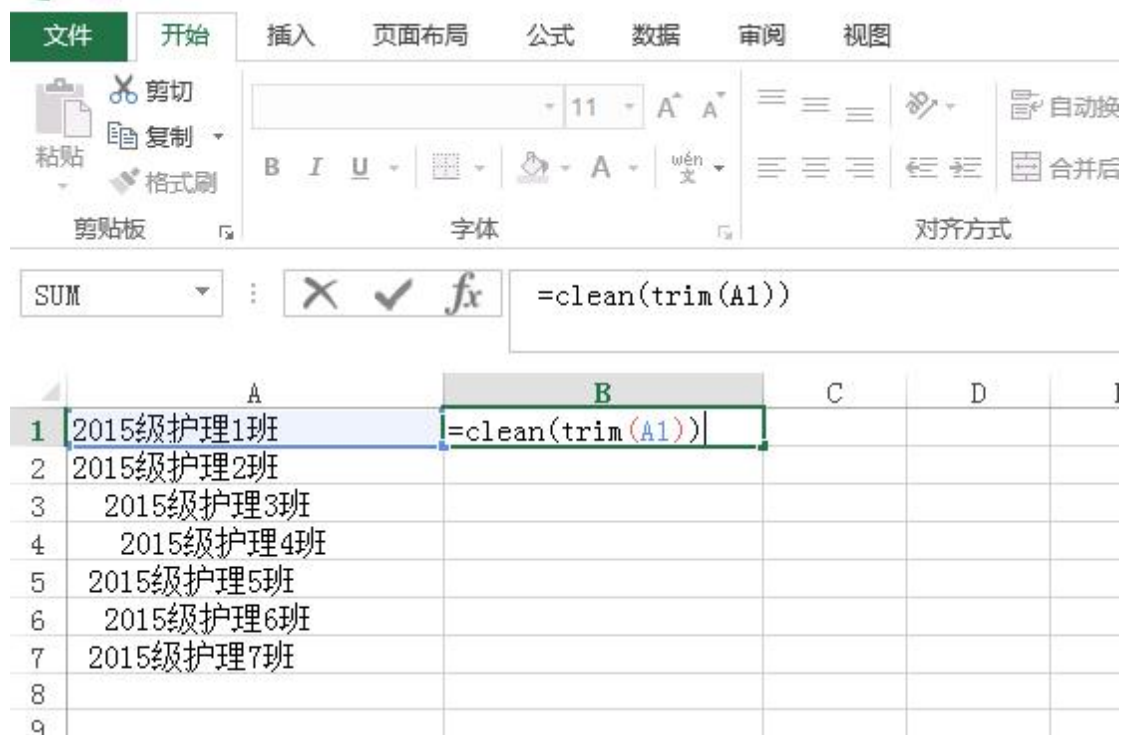 文件 开始 插入 页面布局 公式 数据 审阅 视图
剪切
11 A A 自动换
复制
粘贴
B I U A wén 文 合并后
格式刷
剪贴板 字体 对齐方式
SUM fx =clean(trim(A1))
A B C D
1 2015级护理1班 =clean(trim(A1))
2 2015级护理2班
3 2015级护理3班
4 2015级护理4班
5 2015级护理5班
6 2015级护理6班
7 2015级护理7班
8
9